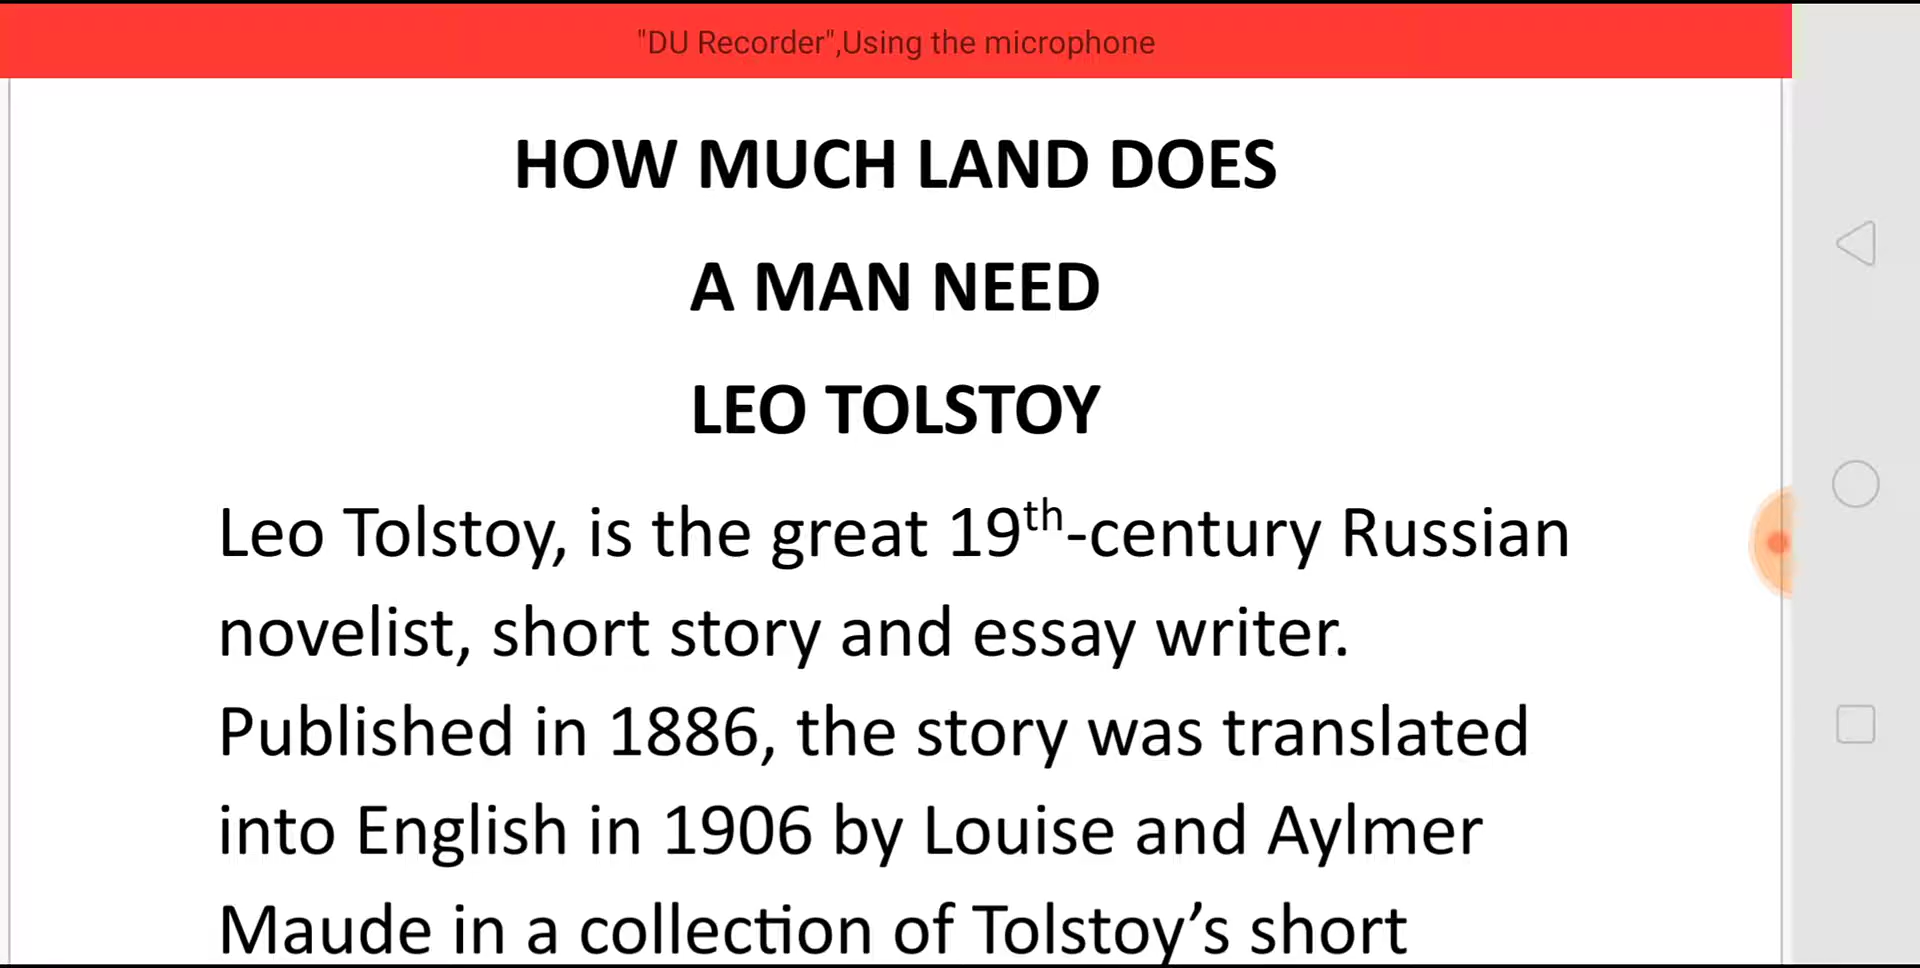 "DU Recorder",Using the microphone
HOW MUCH LAND DOES
A MAN NEED
LEO TOLSTOY
Leo Tolstoy, is the great 19th-century Russian
novelist, short story and essay writer.
Published in 1886, the story was translated
into English in 1906 by Louise and Aylmer
Maude in a collection of Tolstoy’s short